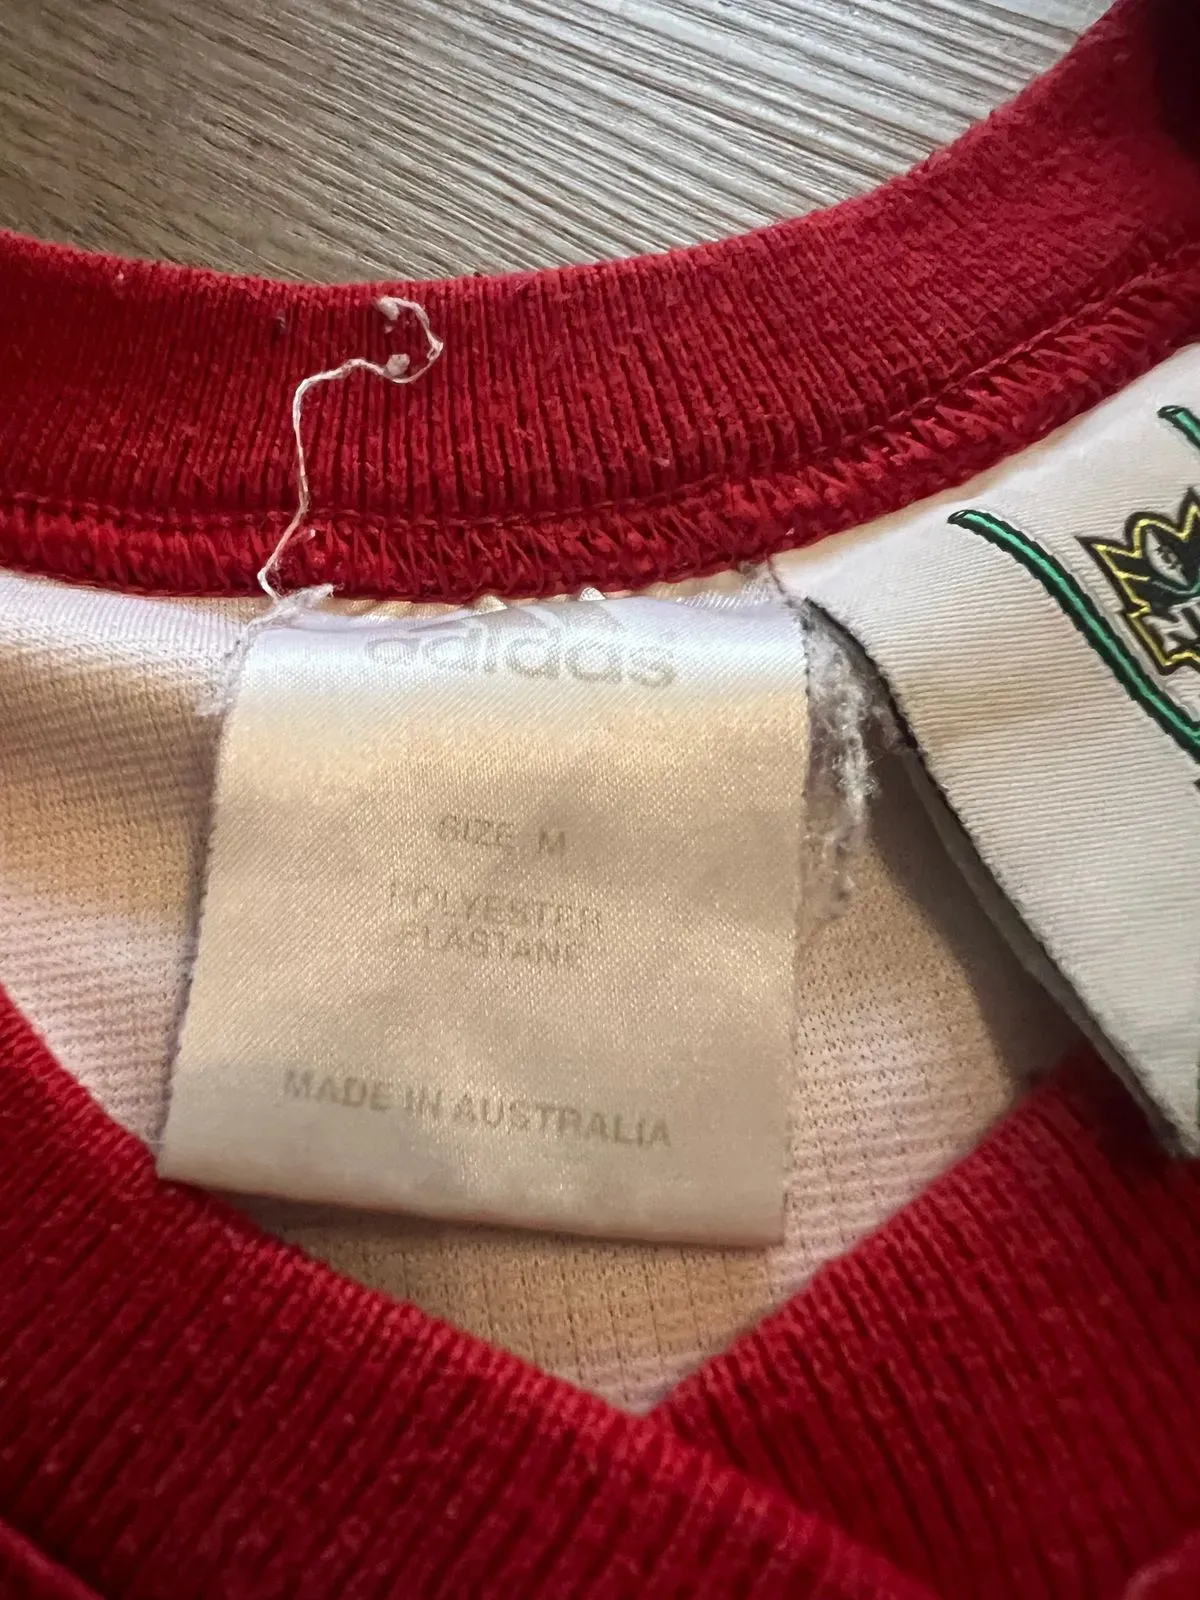 adidas
SIZE M
POLYESTER
ELASTANE
MADE IN AUSTRALIA